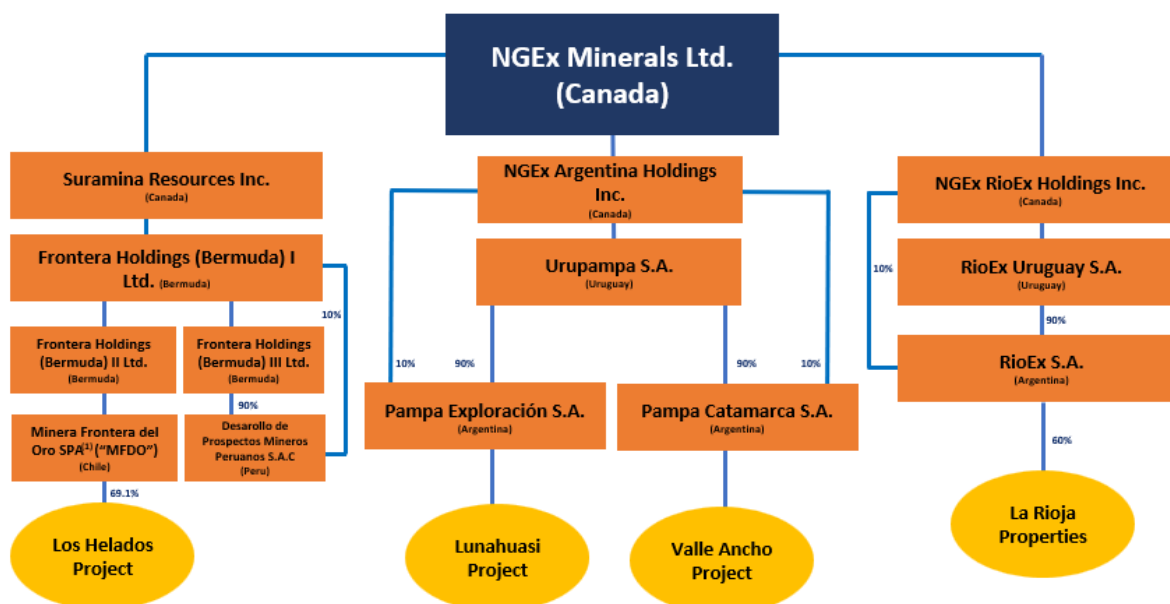 NGEx Minerals Ltd.
(Canada)
Suramina Resources Inc.
(Canada)
NGEx Argentina Holdings
Inc.
(Canada)
NGEx RioEx Holdings Inc.
(Canada)
Frontera Holdings (Bermuda) I
Ltd. (Bermuda)
Urupampa S.A.
(Uruguay)
10%
RioEx Uruguay S.A.
(Uruguay)
10%
90%
Frontera Holdings
(Bermuda) II Ltd.
(Bermuda)
Frontera Holdings
(Bermuda) III Ltd.
(Bermuda)
10%
90%
90%
10%
RioEx S.A.
(Argentina)
90%
Pampa Exploración S.A.
(Argentina)
Pampa Catamarca S.A.
(Argentina)
Minera Frontera del
Oro SPA(1) ("MFDO")
(Chile)
Desarollo de
Prospectos Mineros
Peruanos S.A.C
(Peru)
60%
69.1%
Los Helados
Project
Lunahuasi
Project
Valle Ancho
Project
La Rioja
Properties